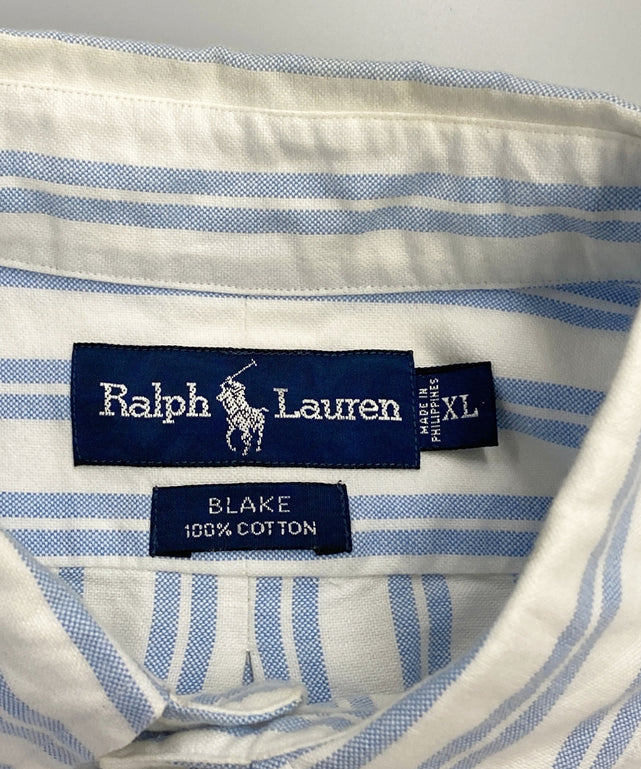 Ralph Lauren
MADE IN
PHILIPPINES
XL
BLAKE
100% COTTON